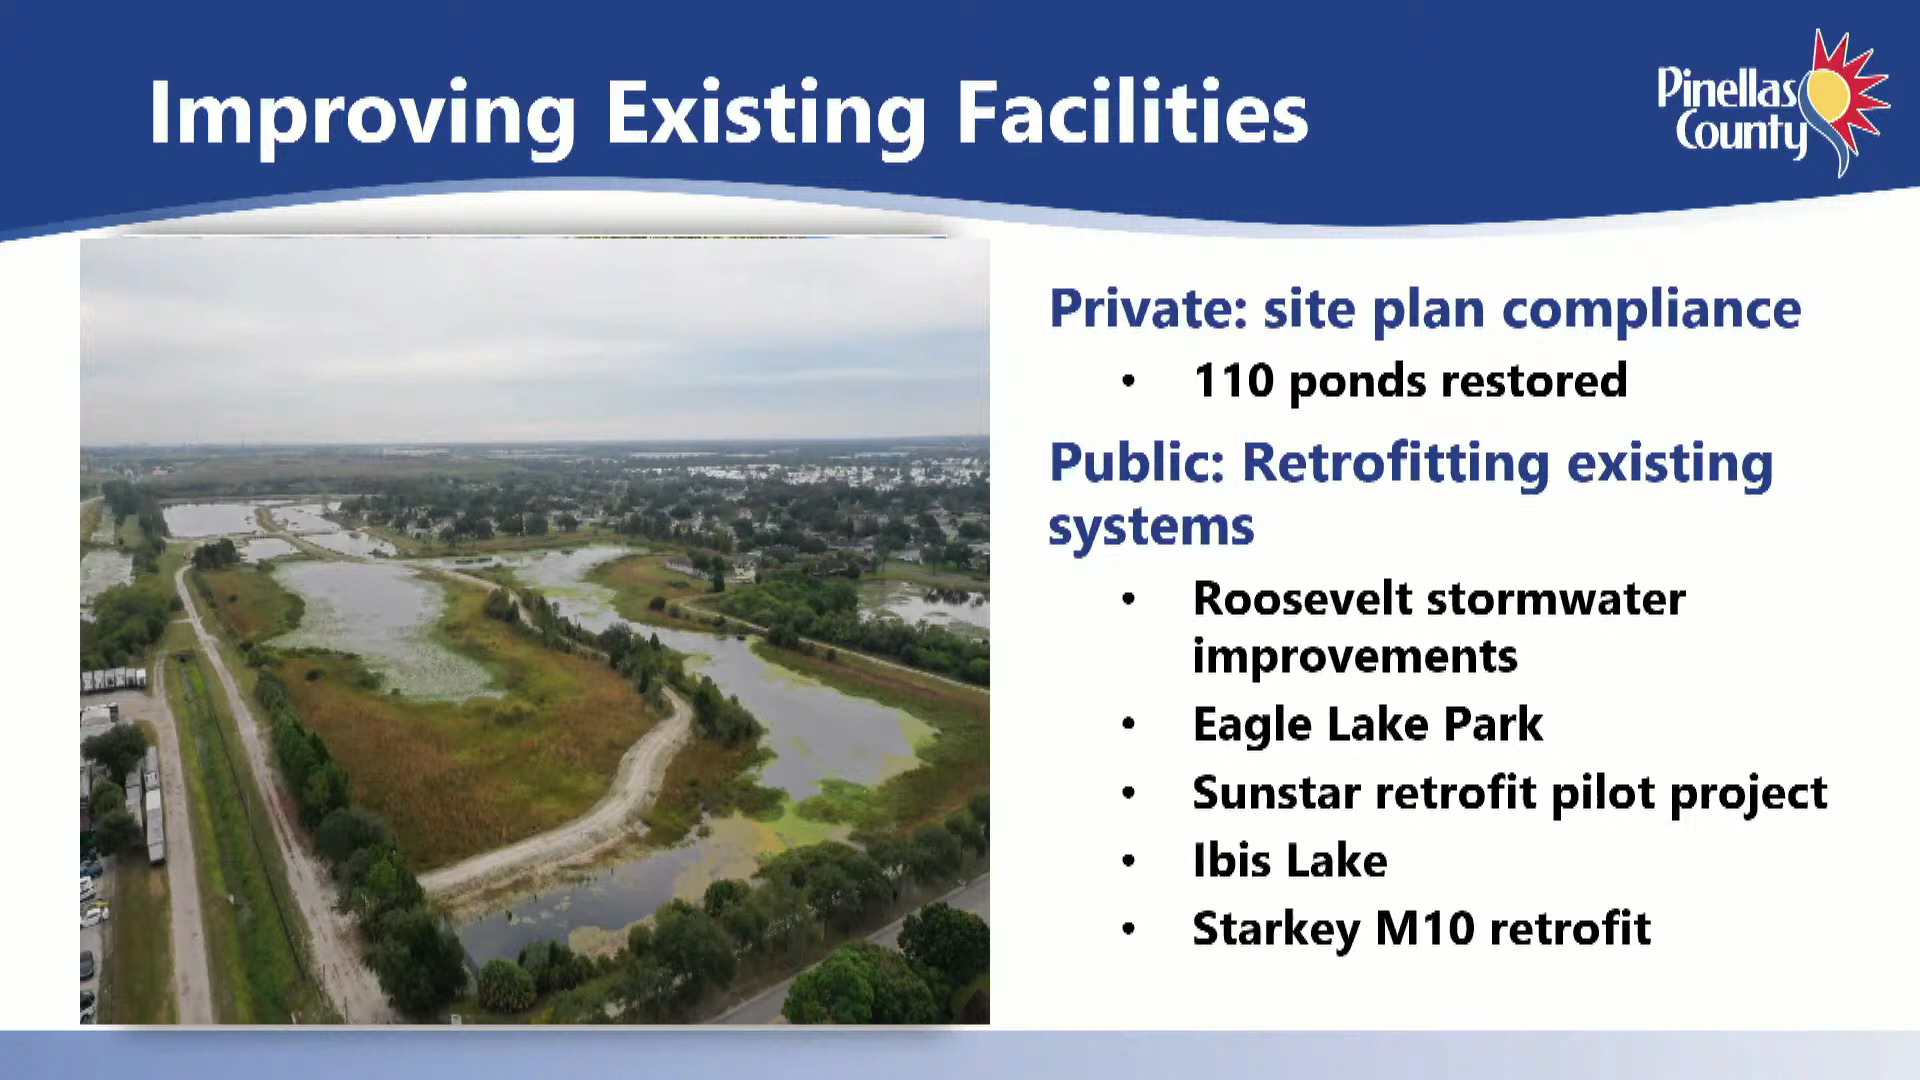 Improving Existing Facilities
Pinellas
County
Private: site plan compliance
• 110 ponds restored
Public: Retrofitting existing
systems
• Roosevelt stormwater
improvements
• Eagle Lake Park
• Sunstar retrofit pilot project
• Ibis Lake
• Starkey M10 retrofit